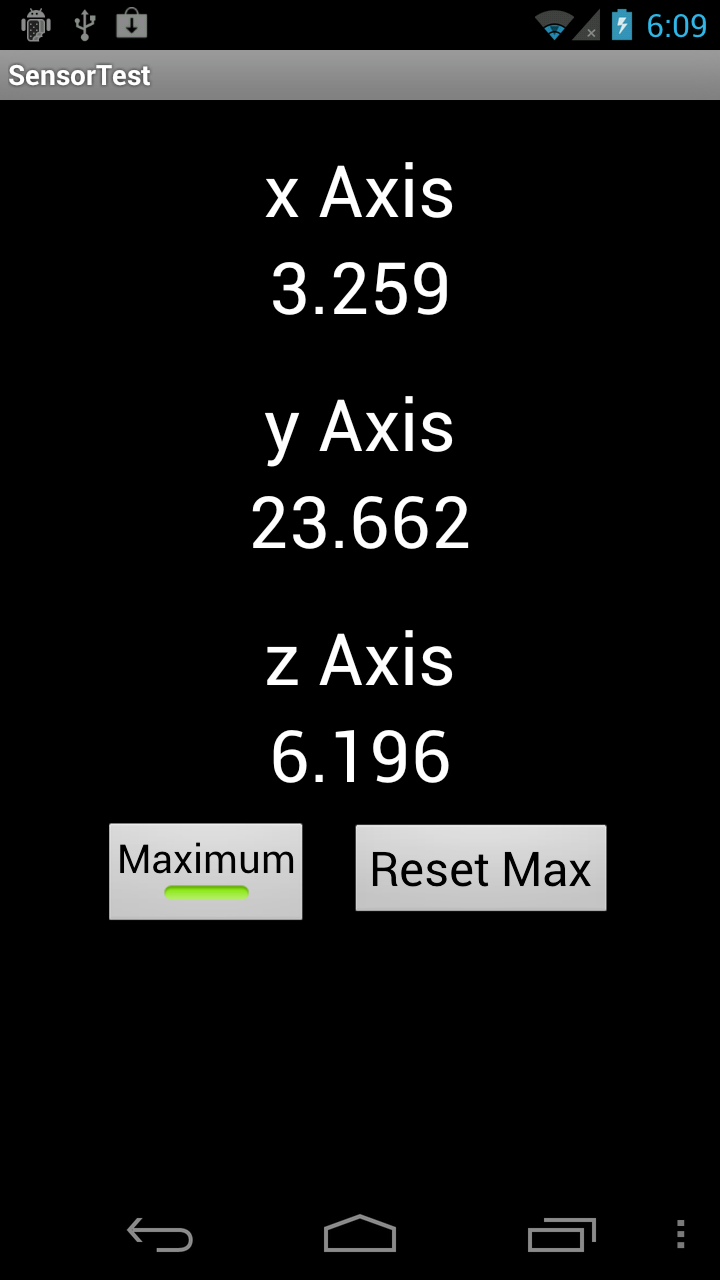 6:09
SensorTest
x Axis
3.259
y Axis
23.662
z Axis
6.196
Maximum
Reset Max